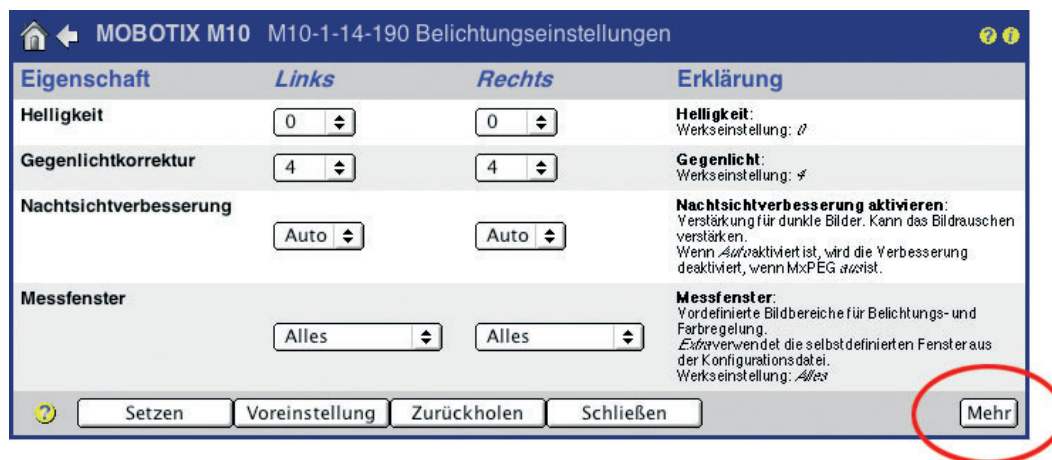 MOBOTIX M10 M10-1-14-190 Belichtungseinstellungen
Eigenschaft Links Rechts Erklärung
Helligkeit 0 0 Helligkeit:
Werkseinstellung: 0
Gegenlichtkorrektur 4 4 Gegenlicht:
Werkseinstellung: 4
Nachtsichtverbesserung Auto Auto Nachtsichtverbesserung aktivieren:
Verstärkung für dunkle Bilder. Kann das Bildrauschen
verstärken.
Wenn Auto aktiviert ist, wird die Verbesserung
deaktiviert, wenn MxPEG aus ist.
Messfenster Alles Alles Messfenster:
Vordefinierte Bildbereiche für Belichtungs- und
Farbregelung.
Extra verwendet die selbstdefinierten Fenster aus
der Konfigurationsdatei.
Werkseinstellung: Alles
? Setzen Voreinstellung Zurückholen Schließen Mehr